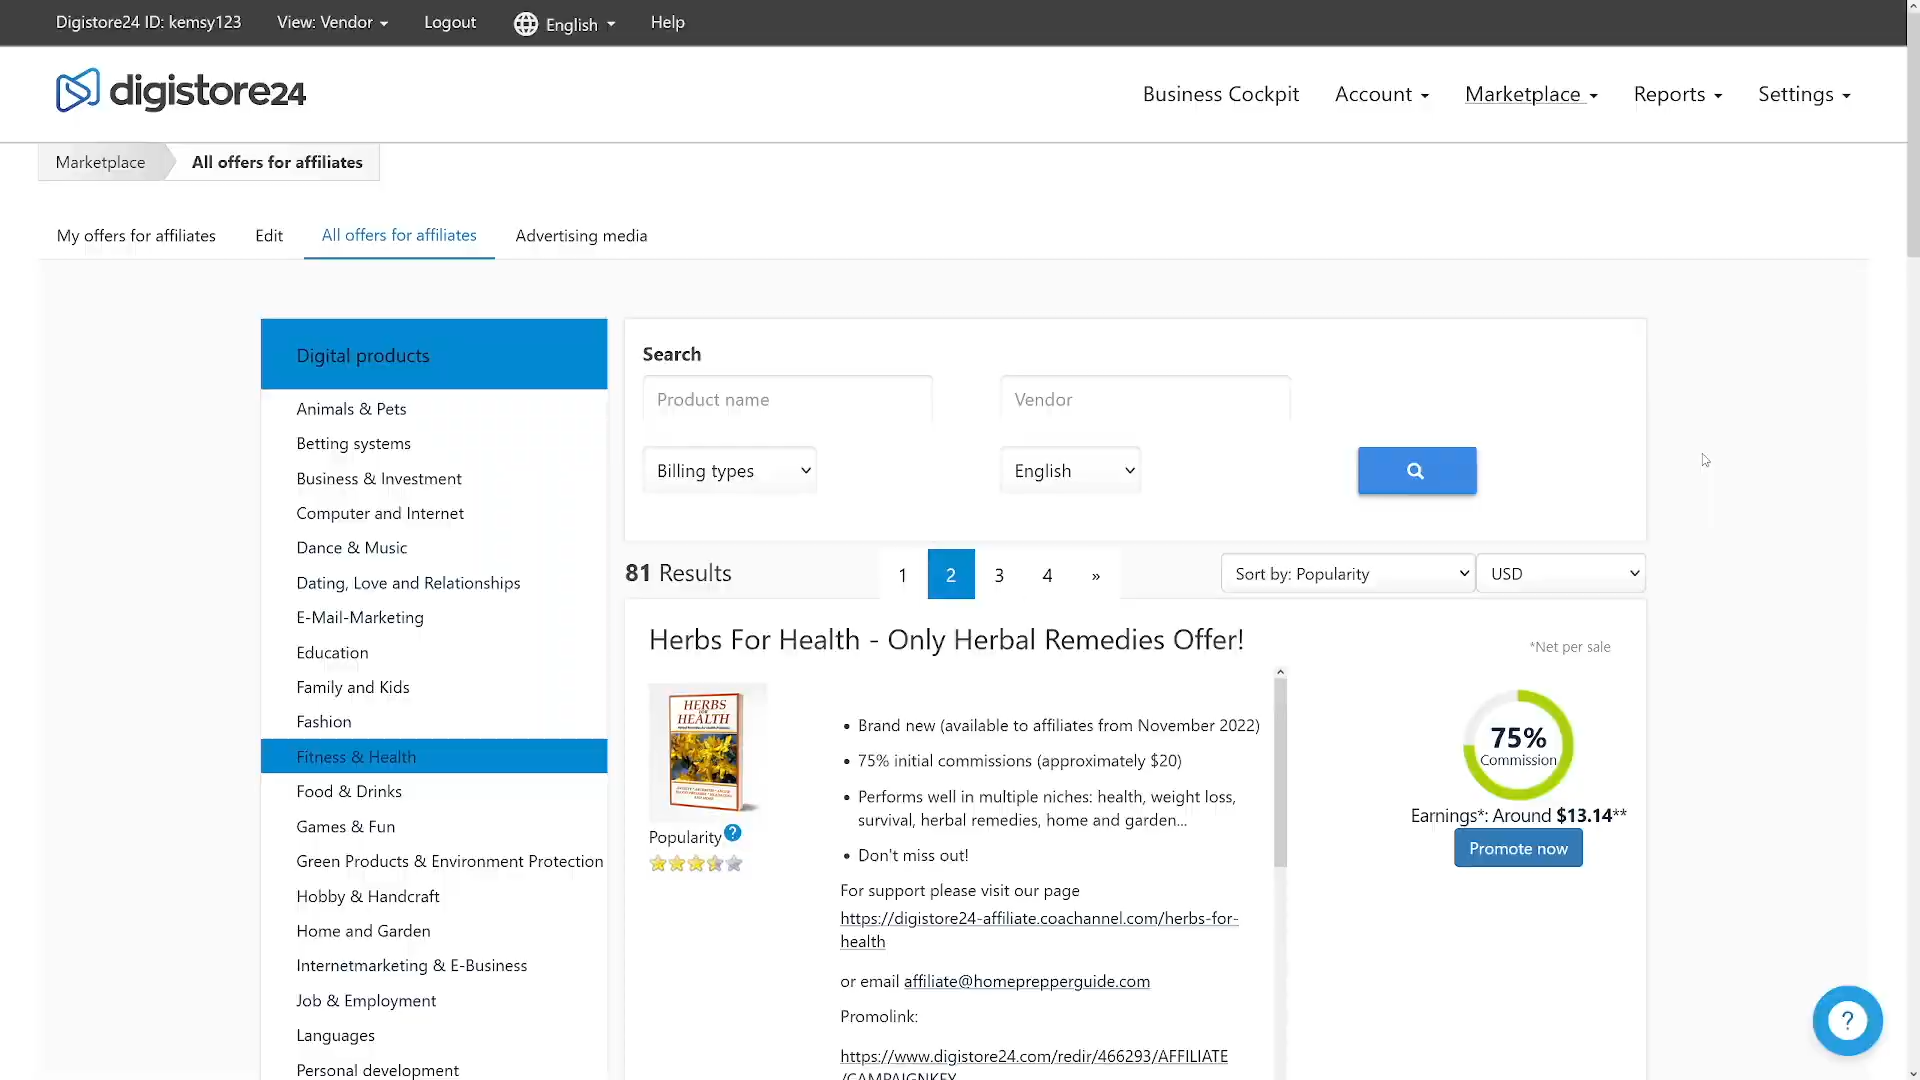 Digistore24 ID: kemsy123 View: Vendor Logout English Help
digistore24
Business Cockpit Account Marketplace Reports Settings
Marketplace All offers for affiliates
My offers for affiliates Edit All offers for affiliates Advertising media
Digital products
Animals & Pets
Betting systems
Business & Investment
Computer and Internet
Dance & Music
Dating, Love and Relationships
E-Mail-Marketing
Education
Family and Kids
Fashion
Fitness & Health
Food & Drinks
Games & Fun
Green Products & Environment Protection
Hobby & Handcraft
Home and Garden
Internetmarketing & E-Business
Job & Employment
Languages
Personal development
Search
Product name Vendor
Billing types English
81 Results 1 2 3 4 » Sort by: Popularity USD
Herbs For Health - Only Herbal Remedies Offer!
*Net per sale
HERBS
FOR
HEALTH
Popularity ?
• Brand new (available to affiliates from November 2022)
• 75% initial commissions (approximately $20)
• Performs well in multiple niches: health, weight loss,
survival, herbal remedies, home and garden...
• Don't miss out!
For support please visit our page
https://digistore24-affiliate.coachannel.com/herbs-for-
health
or email affiliate@homeprepperguide.com
Promolink:
https://www.digistore24.com/redir/466293/AFFILIATE
/CAMPAIGNKEY
75%
Commission
Earnings*: Around $13.14**
Promote now
?